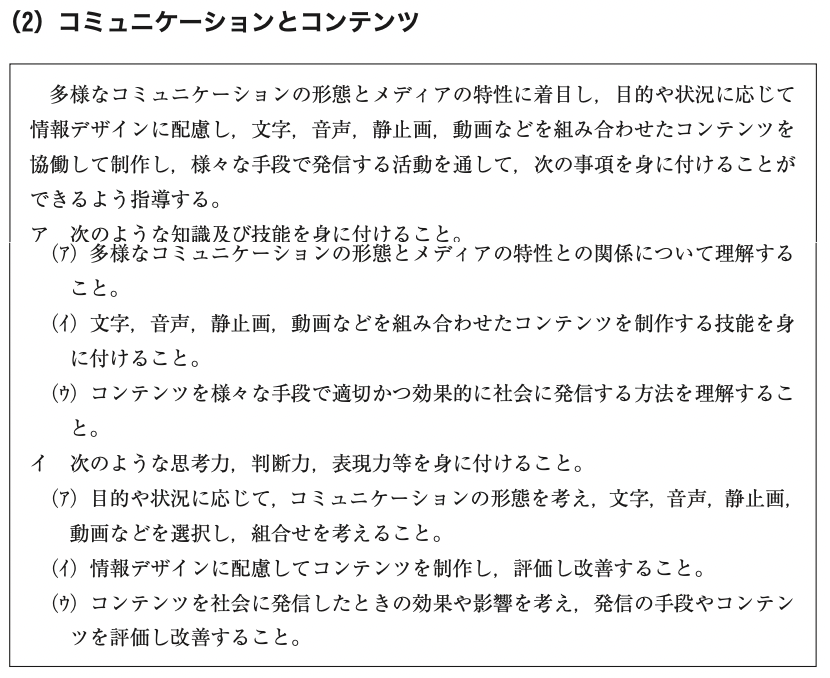 (2) コミュニケーションとコンテンツ
多様なコミュニケーションの形態とメディアの特性に着目し，目的や状況に応じて
情報デザインに配慮し，文字，音声，静止画，動画などを組み合わせたコンテンツを
協働して制作し，様々な手段で発信する活動を通して，次の事項を身に付けることが
できるよう指導する。
ア　次のような知識及び技能を身に付けること。
(ｱ) 多様なコミュニケーションの形態とメディアの特性との関係について理解する
こと。
(ｲ) 文字，音声，静止画，動画などを組み合わせたコンテンツを制作する技能を身
に付けること。
(ｳ) コンテンツを様々な手段で適切かつ効果的に社会に発信する方法を理解するこ
と。
イ　次のような思考力，判断力，表現力等を身に付けること。
(ｱ) 目的や状況に応じて，コミュニケーションの形態を考え，文字，音声，静止画，
動画などを選択し，組合せを考えること。
(ｲ) 情報デザインに配慮してコンテンツを制作し，評価し改善すること。
(ｳ) コンテンツを社会に発信したときの効果や影響を考え，発信の手段やコンテン
ツを評価し改善すること。